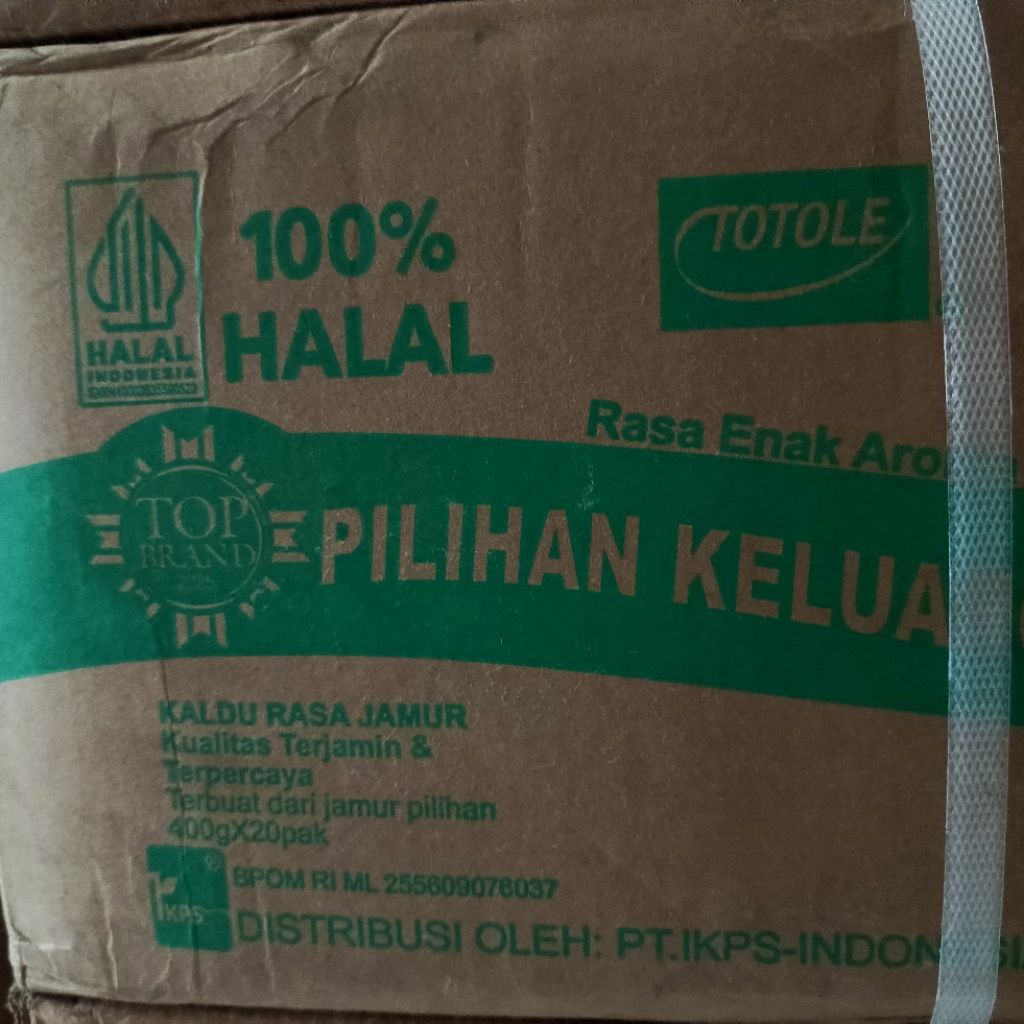 100%
HALAL
HALAL
INDONESIA
TOTOLE
Rasa Enak
TOP
BRAND
PILIHAN
KALDU RASA JAMUR
Kualitas Terjamin &
Terpercaya
Terbuat dari jamur pilihan
400gX20pak
IKPS
®
BPOM RI ML 255609076037
DISTRIBUSI OLEH: PT.IKPS-INDONESIA